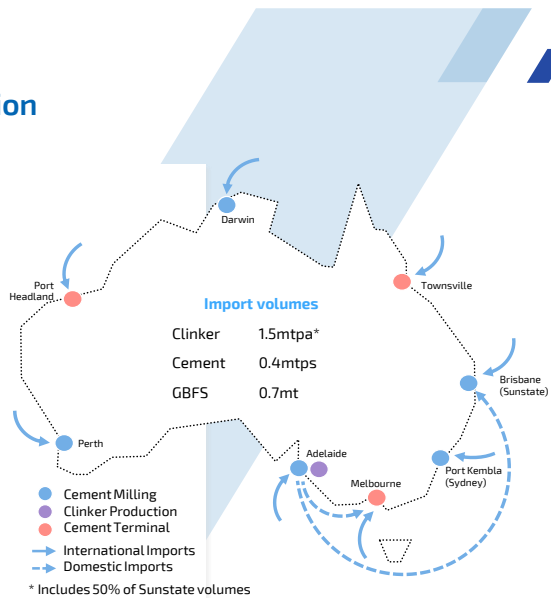 ion
Darwin
Port
Headland
Townsville
Import volumes
Clinker 1.5mtpa*
Cement 0.4mtps
GBFS 0.7mt
Brisbane
(Sunstate)
Perth
Adelaide
Melbourne
Port Kembla
(Sydney)
Cement Milling
Clinker Production
Cement Terminal
International Imports
Domestic Imports
* Includes 50% of Sunstate volumes